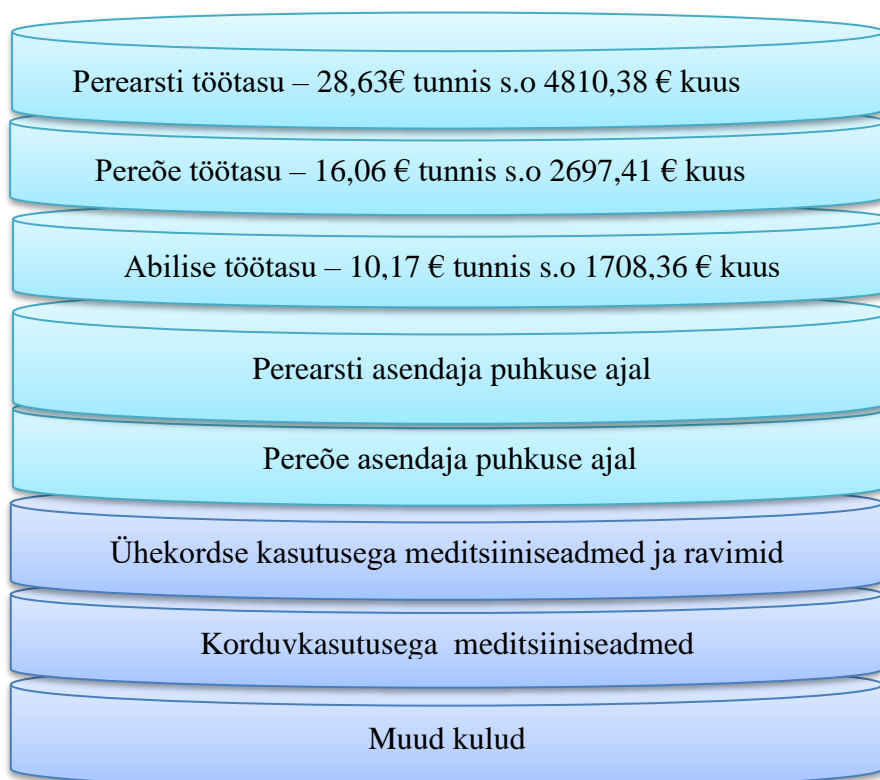 Perearsti töötasu – 28,63€ tunnis s.o 4810,38 € kuus
Pereõe töötasu – 16,06 € tunnis s.o 2697,41 € kuus
Abilise töötasu – 10,17 € tunnis s.o 1708,36 € kuus
Perearsti asendaja puhkuse ajal
Pereõe asendaja puhkuse ajal
Ühekordse kasutusega meditsiiniseadmed ja ravimid
Korduvkasutusega meditsiiniseadmed
Muud kulud